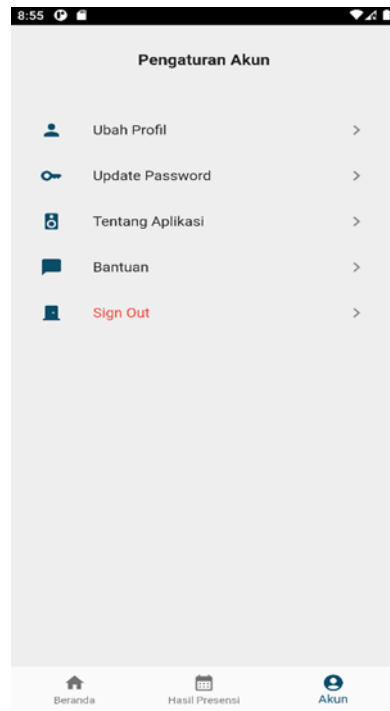 8:55
Pengaturan Akun
Ubah Profil
Update Password
Tentang Aplikasi
Bantuan
Sign Out
Beranda
Hasil Presensi
Akun